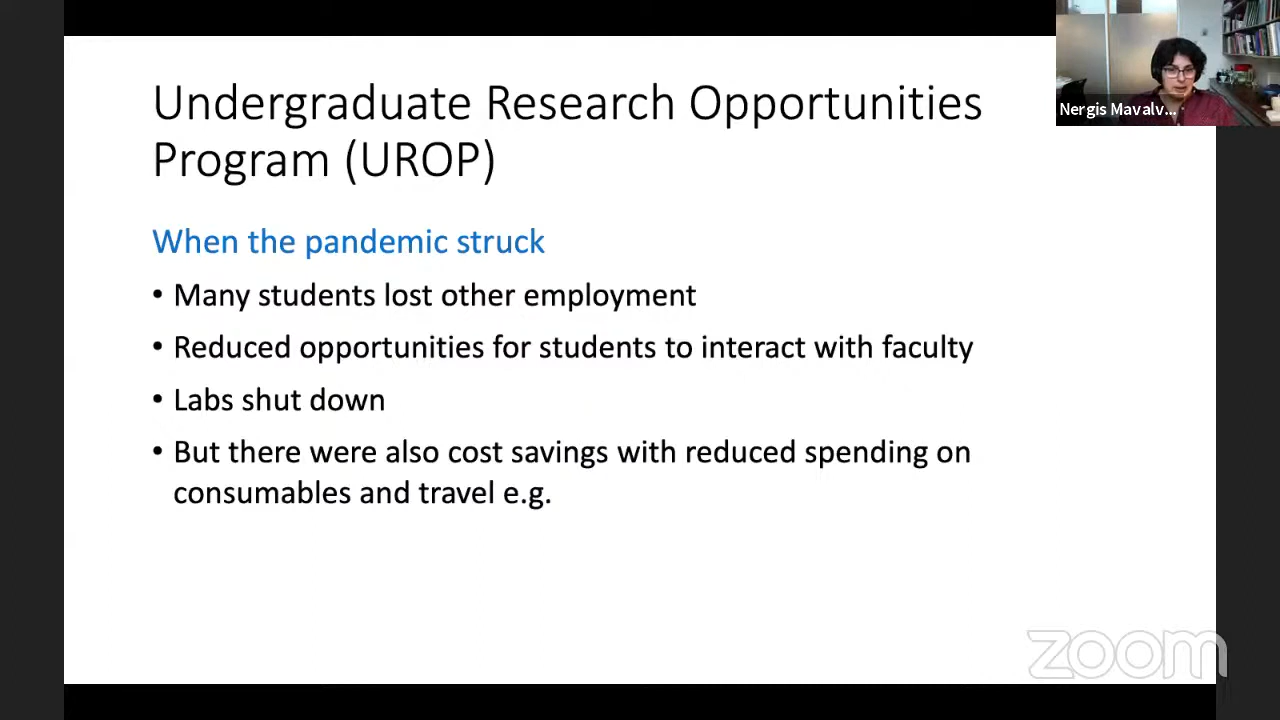 Undergraduate Research Opportunities
Program (UROP)
Nergis Mavalv...
When the pandemic struck
• Many students lost other employment
• Reduced opportunities for students to interact with faculty
• Labs shut down
• But there were also cost savings with reduced spending on
consumables and travel e.g.
zoom